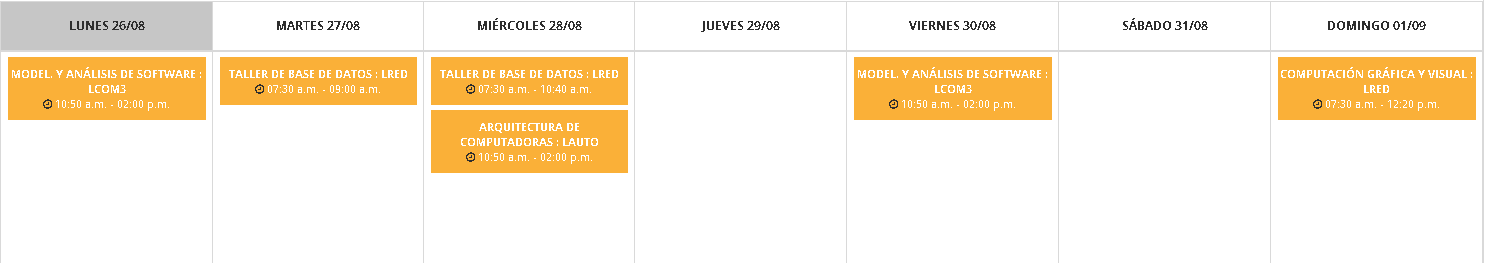 LUNES 26/08
MARTES 27/08
MIÉRCOLES 28/08
JUEVES 29/08
VIERNES 30/08
SÁBADO 31/08
DOMINGO 01/09
MODEL. Y ANÁLISIS DE SOFTWARE :
LCOM3
10:50 a.m. - 02:00 p.m.
TALLER DE BASE DE DATOS : LRED
07:30 a.m. - 09:00 a.m.
TALLER DE BASE DE DATOS : LRED
07:30 a.m. - 10:40 a.m.
ARQUITECTURA DE
COMPUTADORAS : LAUTO
10:50 a.m. - 02:00 p.m.
MODEL. Y ANÁLISIS DE SOFTWARE :
LCOM3
10:50 a.m. - 02:00 p.m.
COMPUTACIÓN GRÁFICA Y VISUAL :
LRED
07:30 a.m. - 12:20 p.m.